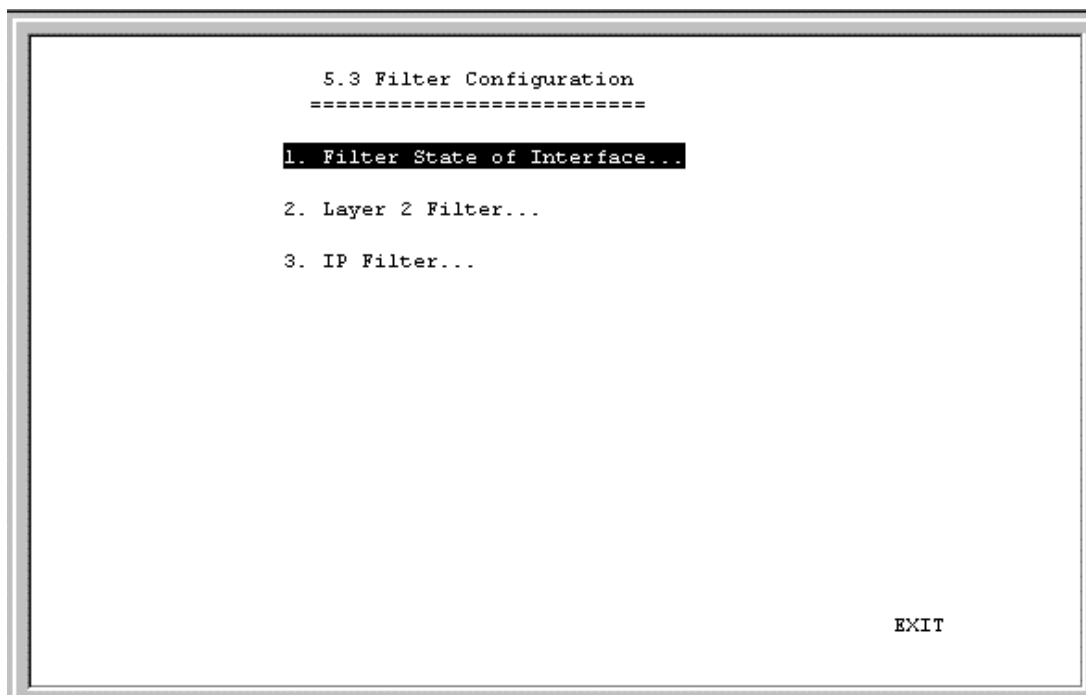 5.3 Filter Configuration
==========================
1. Filter State of Interface...
2. Layer 2 Filter...
3. IP Filter...
EXIT